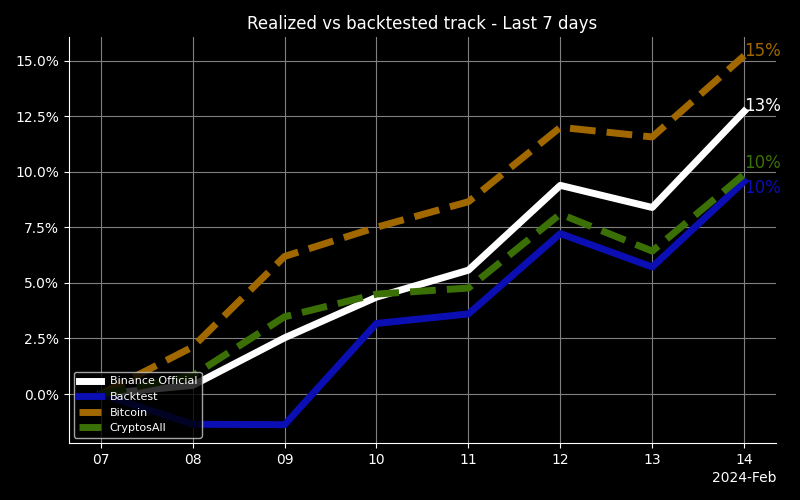 Realized vs backtested track - Last 7 days
15.0%
12.5%
10.0%
7.5%
5.0%
2.5%
0.0%
15%
13%
10%
10%
Binance Official
Backtest
Bitcoin
CryptosAll
07 08 09 10 11 12 13 14
2024-Feb